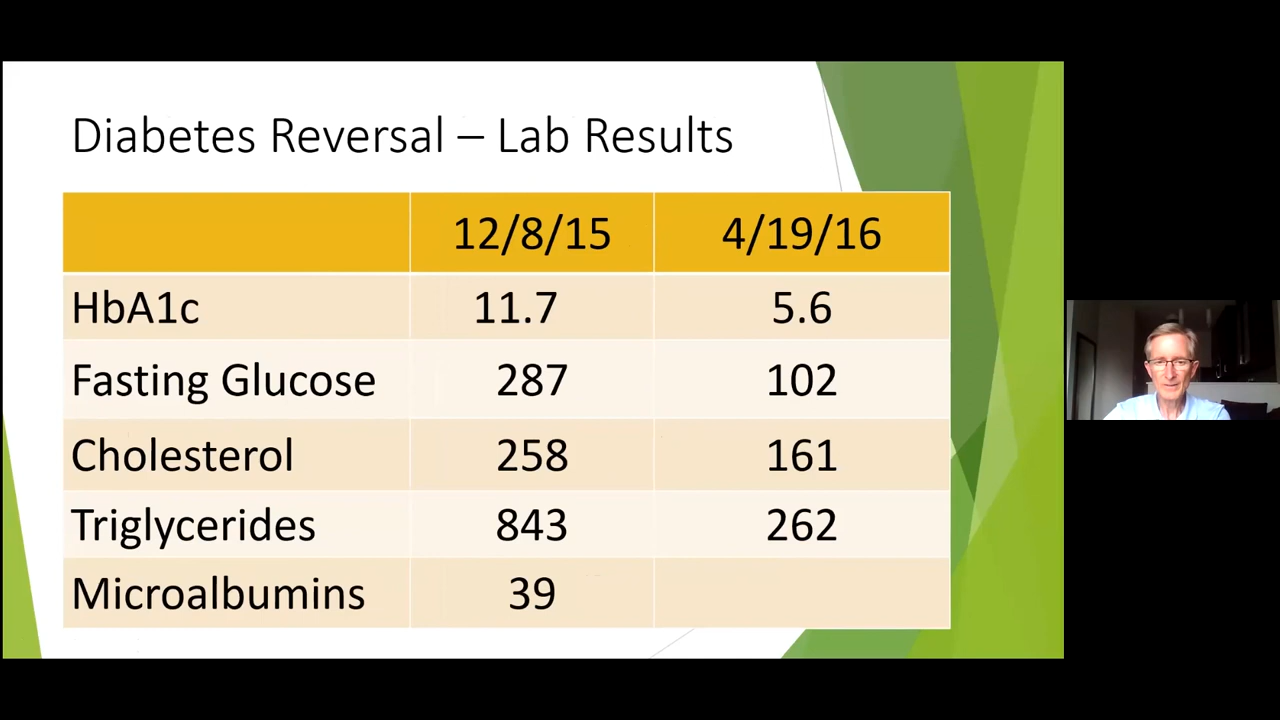 Diabetes Reversal – Lab Results
12/8/15 4/19/16
HbA1c 11.7 5.6
Fasting Glucose 287 102
Cholesterol 258 161
Triglycerides 843 262
Microalbumins 39